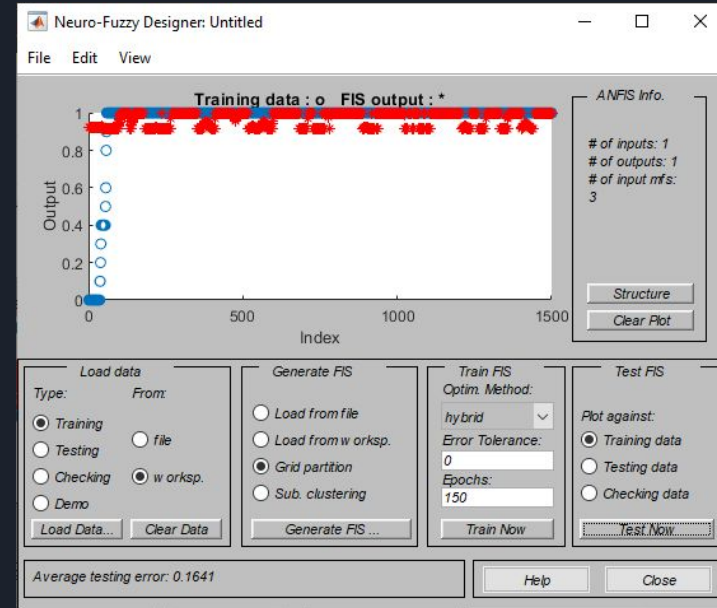 Neuro-Fuzzy Designer: Untitled
File Edit View
Training data : o FIS output : *
1
0.8
0.6
0.4
0.2
0
Output
0 500 1000 1500
Index
ANFIS Info.
# of inputs: 1
# of outputs: 1
# of input mfs:
3
Structure
Clear Plot
Load data
Type: From:
Training
Testing
Checking
Demo
file
worksp.
Load Data... Clear Data
Generate FIS
Load from file
Load from worksp.
Grid partition
Sub. clustering
Generate FIS ...
Train FIS
Optim. Method:
hybrid
Error Tolerance:
0
Epochs:
150
Train Now
Test FIS
Plot against:
Training data
Testing data
Checking data
Test Now
Average testing error: 0.1641
Help Close